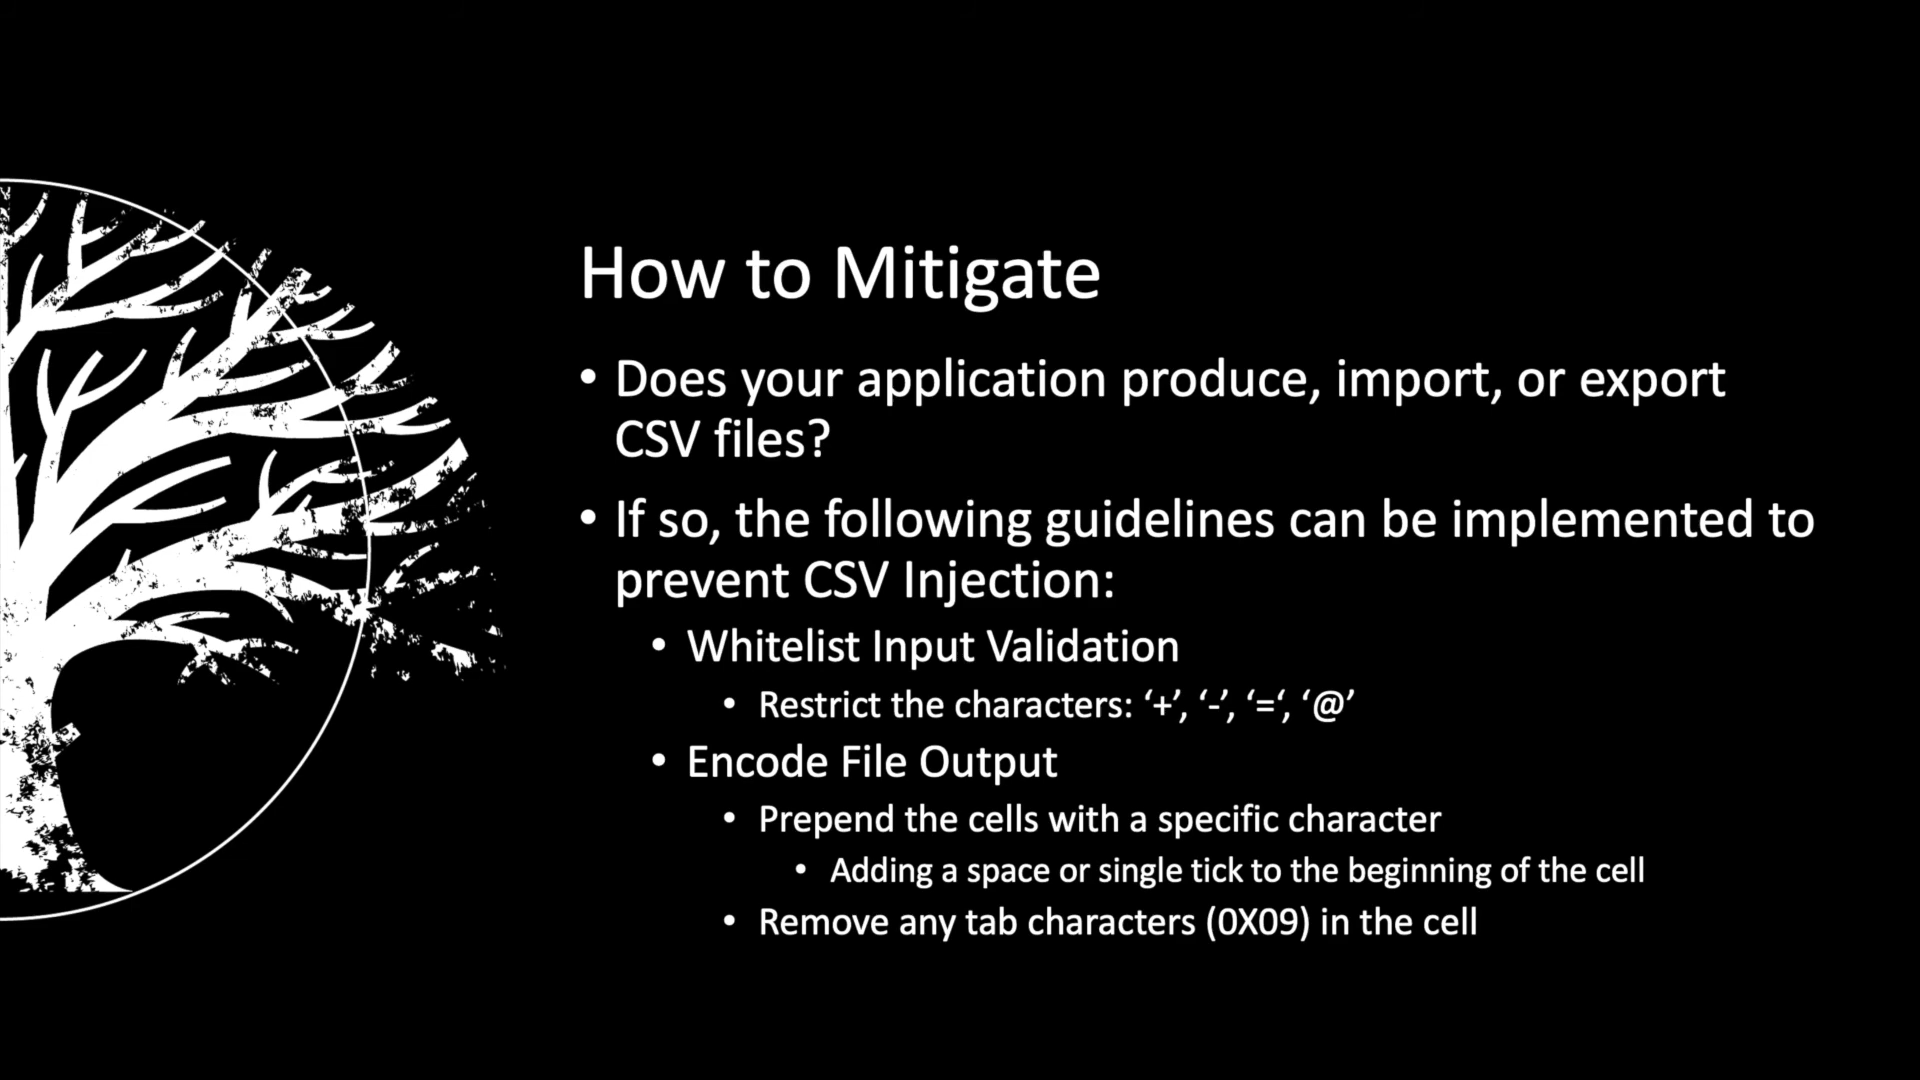 How to Mitigate
• Does your application produce, import, or export
CSV files?
• If so, the following guidelines can be implemented to
prevent CSV Injection:
• Whitelist Input Validation
• Restrict the characters: ‘+’, ‘-’, ‘=‘, ‘@’
• Encode File Output
• Prepend the cells with a specific character
• Adding a space or single tick to the beginning of the cell
• Remove any tab characters (0X09) in the cell